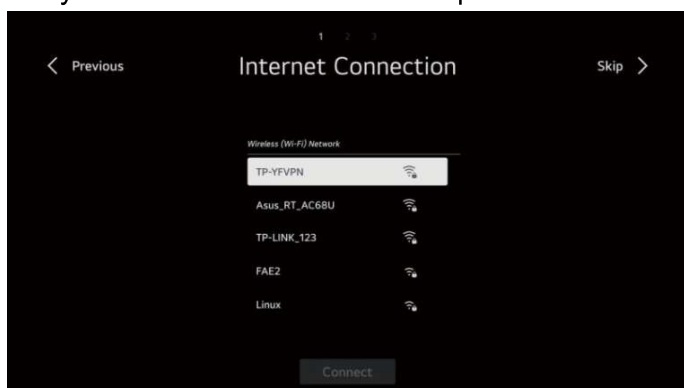 1 2 3
Previous
Internet Connection
Skip
Wireless (Wi-Fi) Network
TP-YFVPN
Asus_RT_AC68U
TP-LINK_123
FAE2
Linux
Connect